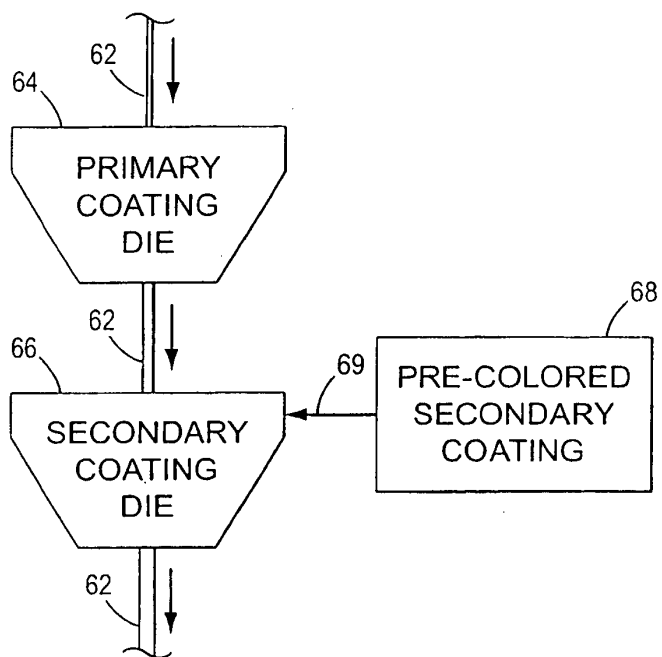 62
64
PRIMARY
COATING
DIE
62
68
66
69
PRE-COLORED
SECONDARY
COATING
SECONDARY
COATING
DIE
62